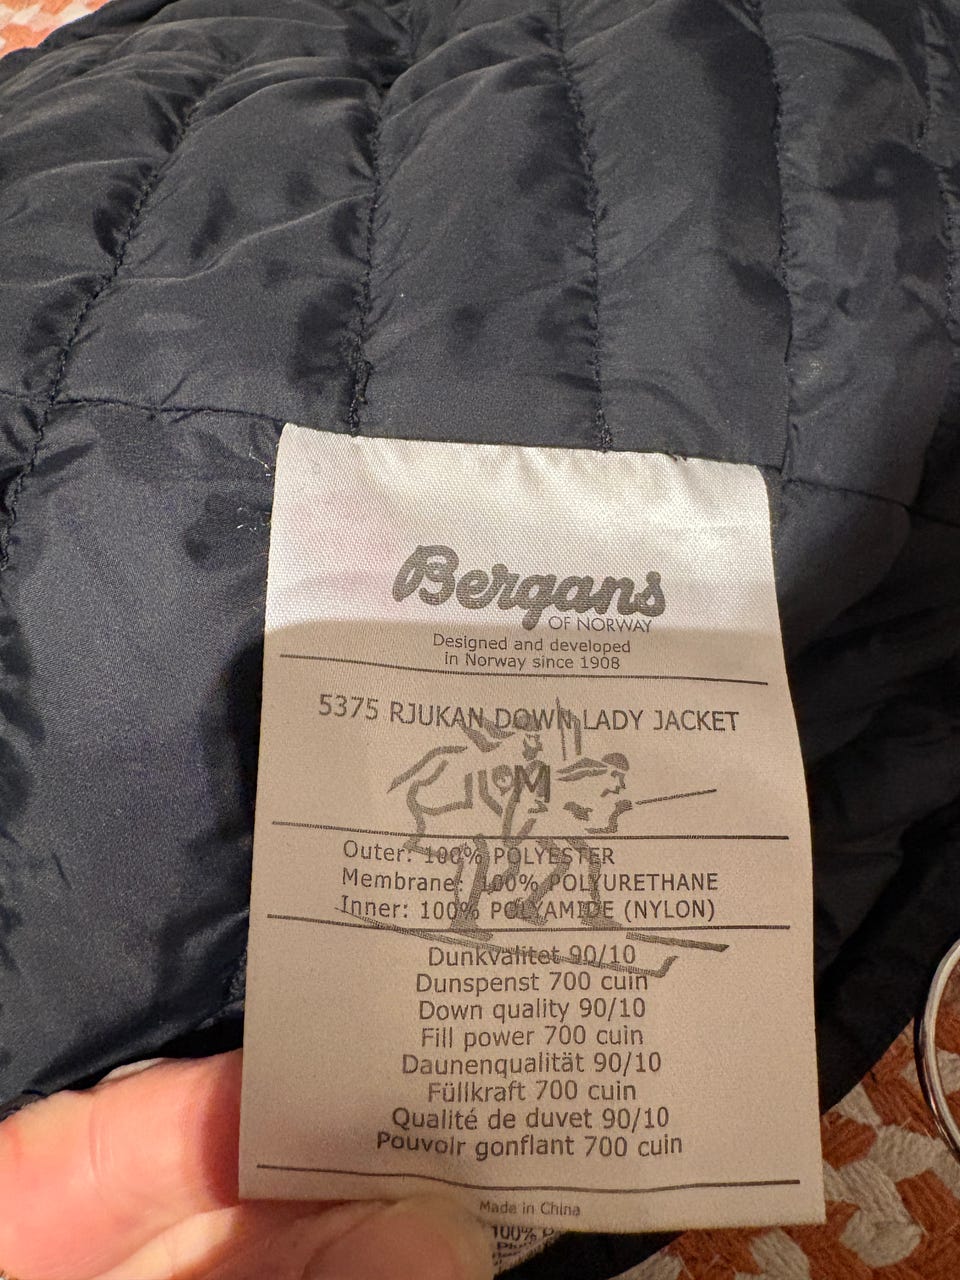 Bergans
OF NORWAY
Designed and developed
in Norway since 1908
5375 RJUKAN DOWN LADY JACKET
M
Outer: 100% POLYESTER
Membrane: 100% POLYURETHANE
Inner: 100% POLYAMIDE (NYLON)
Dunkvalitet 90/10
Dunspenst 700 cuin
Down quality 90/10
Fill power 700 cuin
Daunenqualität 90/10
Füllkraft 700 cuin
Qualité de duvet 90/10
Pouvoir gonflant 700 cuin
Made in China
100%